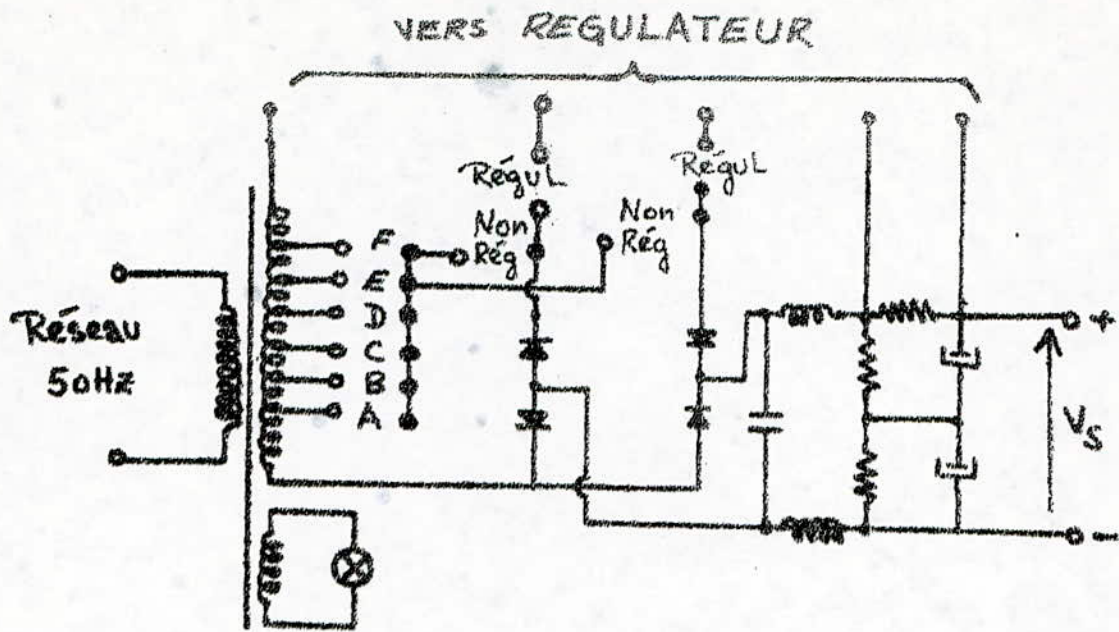 VERS REGULATEUR
RéguL
RéguL
Non
Rég
Non
Rég
F
E
D
C
B
A
Réseau
50HZ
+
VS
-